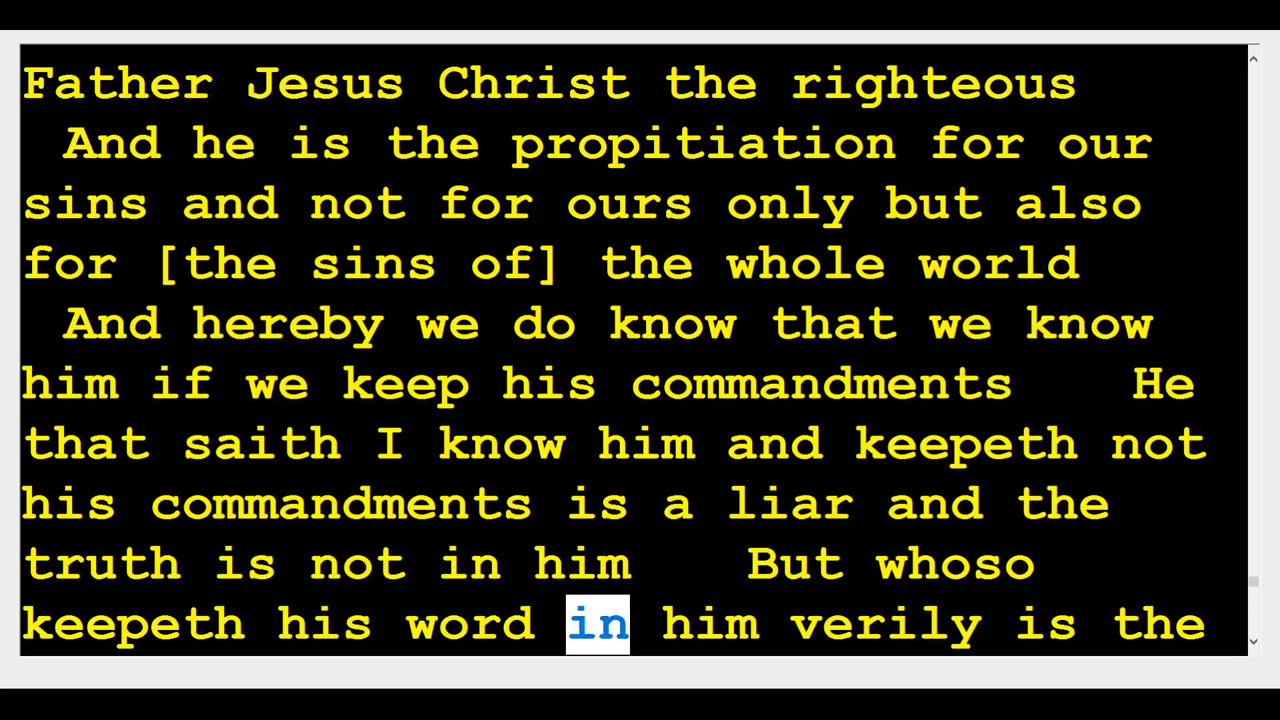 Father Jesus Christ the righteous
And he is the propitiation for our
sins and not for ours only but also
for [the sins of] the whole world
And hereby we do know that we know
him if we keep his commandments He
that saith I know him and keepeth not
his commandments is a liar and the
truth is not in him But whoso
keepeth his word in him verily is the